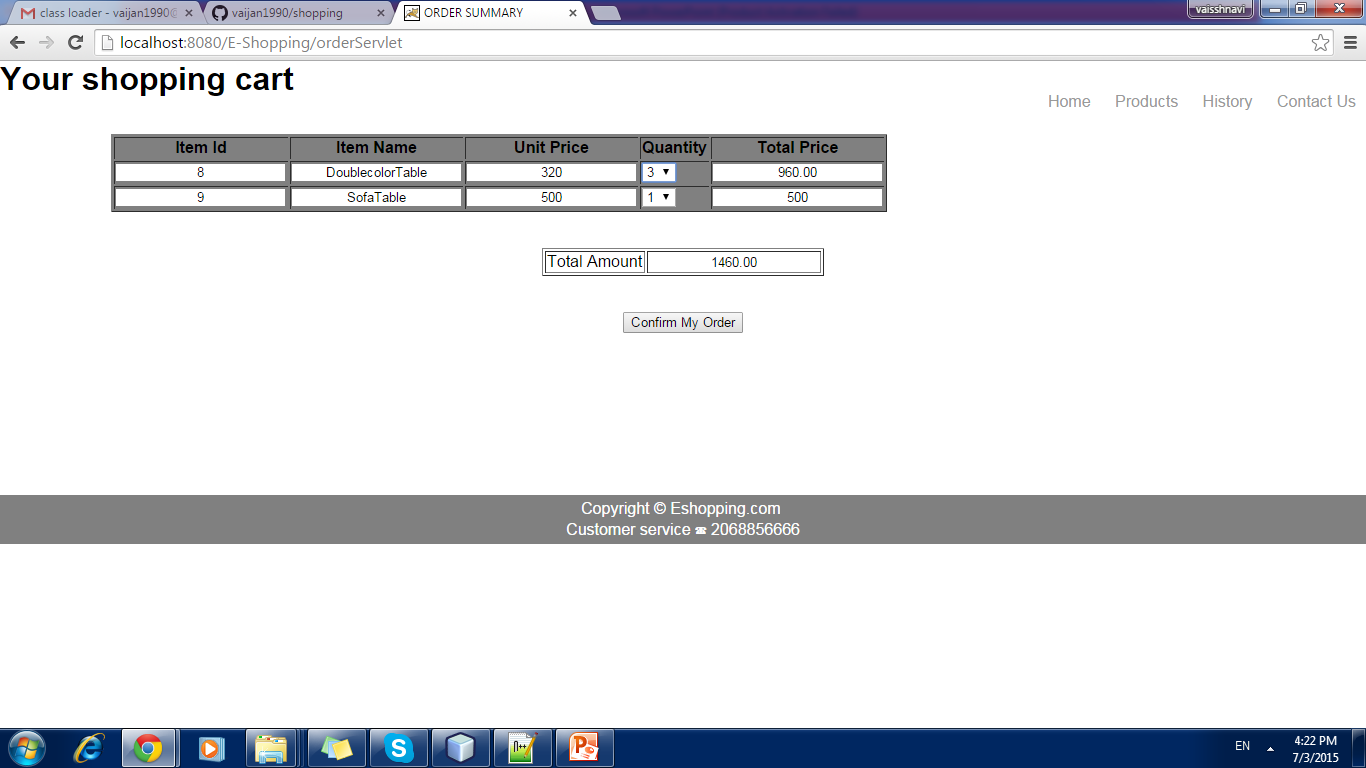 class loader - vaijan1990@
vaijan1990/shopping
ORDER SUMMARY
vaisshnavi
localhost:8080/E-Shopping/orderServlet
Your shopping cart
Home Products History Contact Us
Item Id Item Name Unit Price Quantity Total Price
8 DoublecolorTable 320 3 960.00
9 SofaTable 500 1 500
Total Amount 1460.00
Confirm My Order
Copyright © Eshopping.com
Customer service ☎ 2068856666
EN 4:22 PM
7/3/2015